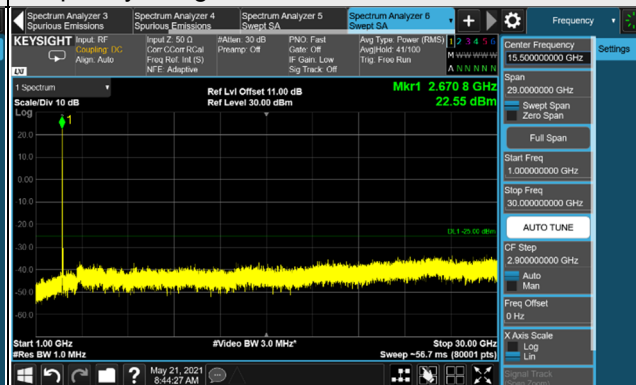 Spectrum Analyzer 3
Spurious Emissions
Spectrum Analyzer 4
Spurious Emissions
Spectrum Analyzer 5
Swept SA
Spectrum Analyzer 6
Swept SA
Frequency
KEYSIGHT
Input: RF
Coupling: DC
Align: Auto
Input Z: 50 Ω
Corr CCorr RCal
Freq Ref: Int (S)
NFE: Adaptive
#Atten: 30 dB
Preamp: Off
PNO: Fast
Gate: Off
IF Gain: Low
Sig Track: Off
Avg Type: Power (RMS)
Avg|Hold: 41/100
Trig: Free Run
1 2 3 4 5 6
M W W W W W
A N N N N N
LXI
1 Spectrum
Scale/Div 10 dB
Log
Ref Lvl Offset 11.00 dB
Ref Level 30.00 dBm
Mkr1 2.670 8 GHz
22.55 dBm
1
20.0
10.0
0.00
-10.0
-20.0
-30.0
-40.0
-50.0
-60.0
DL1 -25.00 dBm
Start 1.00 GHz
#Res BW 1.0 MHz
#Video BW 3.0 MHz*
Stop 30.00 GHz
Sweep ~56.7 ms (80001 pts)
Center Frequency
15.500000000 GHz
Settings
Span
29.0000000 GHz
Swept Span
Zero Span
Full Span
Start Freq
1.000000000 GHz
Stop Freq
30.000000000 GHz
AUTO TUNE
CF Step
2.900000000 GHz
Auto
Man
Freq Offset
0 Hz
X Axis Scale
Log
Lin
Signal Track
(Span Zoom)
May 21, 2021
8:44:27 AM